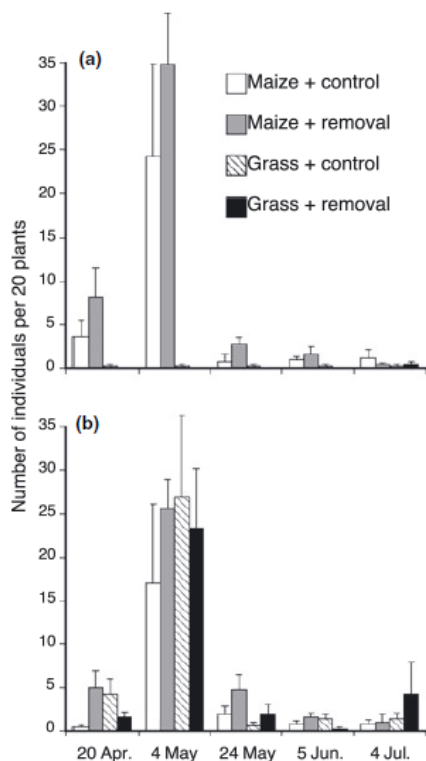 (a)
35
30
25
20
15
10
5
0
Maize + control
Maize + removal
Grass + control
Grass + removal
Number of individuals per 20 plants
(b)
35
30
25
20
15
10
5
0
20 Apr. 4 May 24 May 5 Jun. 4 Jul.